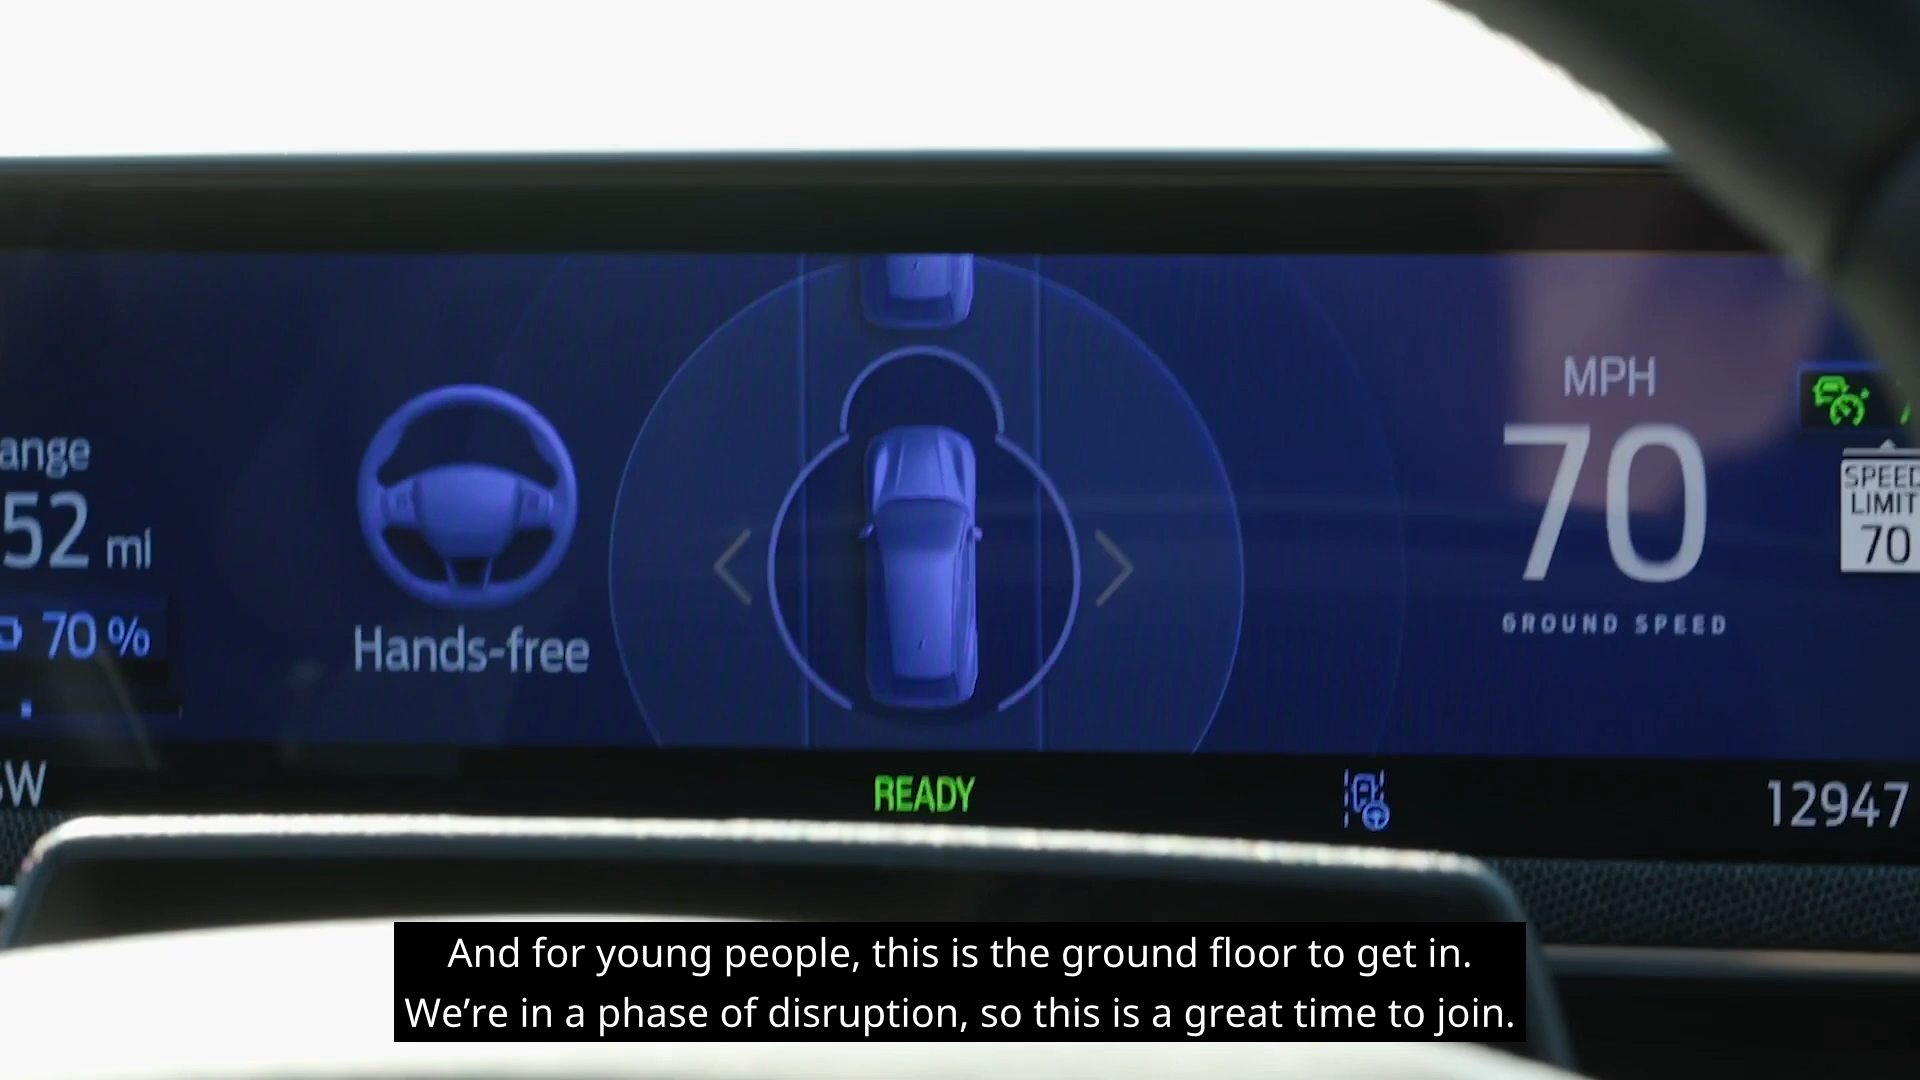 MPH
70
GROUND SPEED
SPEED
LIMIT
70
ange
52 mi
70 %
Hands-free
READY
12947
And for young people, this is the ground floor to get in.
We’re in a phase of disruption, so this is a great time to join.